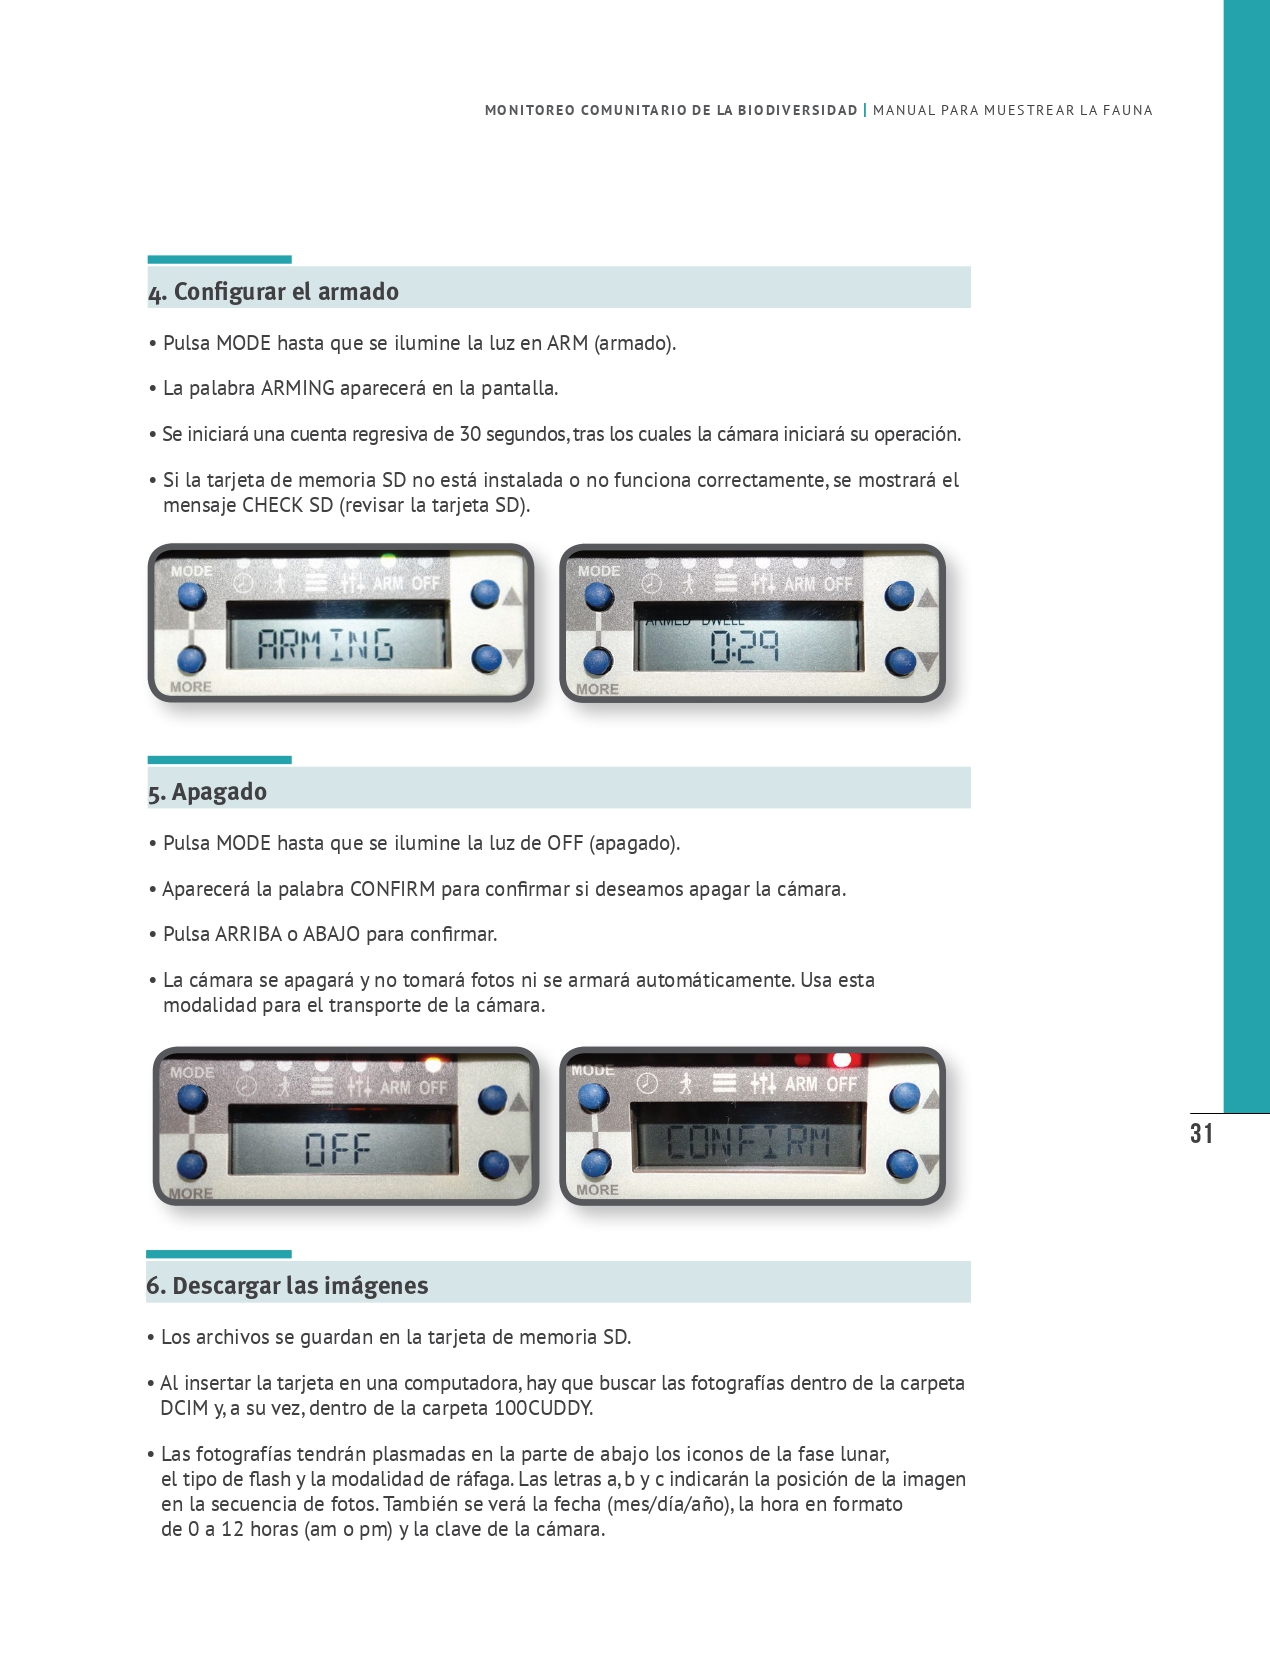 MONITOREO COMUNITARIO DE LA BIODIVERSIDAD | MANUAL PARA MUESTREAR LA FAUNA
4. Configurar el armado
• Pulsa MODE hasta que se ilumine la luz en ARM (armado).
• La palabra ARMING aparecerá en la pantalla.
• Se iniciará una cuenta regresiva de 30 segundos, tras los cuales la cámara iniciará su operación.
• Si la tarjeta de memoria SD no está instalada o no funciona correctamente, se mostrará el
mensaje CHECK SD (revisar la tarjeta SD).
MODE
ARM OFF
ARMING
MORE
MODE
ARM OFF
ARMED DWELL
0:29
MORE
5. Apagado
• Pulsa MODE hasta que se ilumine la luz de OFF (apagado).
• Aparecerá la palabra CONFIRM para confirmar si deseamos apagar la cámara.
• Pulsa ARRIBA o ABAJO para confirmar.
• La cámara se apagará y no tomará fotos ni se armará automáticamente. Usa esta
modalidad para el transporte de la cámara.
MODE
ARM OFF
OFF
MORE
MODE
ARM OFF
CONFIRM
MORE
31
6. Descargar las imágenes
• Los archivos se guardan en la tarjeta de memoria SD.
• Al insertar la tarjeta en una computadora, hay que buscar las fotografías dentro de la carpeta
DCIM y, a su vez, dentro de la carpeta 100CUDDY.
• Las fotografías tendrán plasmadas en la parte de abajo los iconos de la fase lunar,
el tipo de flash y la modalidad de ráfaga. Las letras a, b y c indicarán la posición de la imagen
en la secuencia de fotos. También se verá la fecha (mes/día/año), la hora en formato
de 0 a 12 horas (am o pm) y la clave de la cámara.